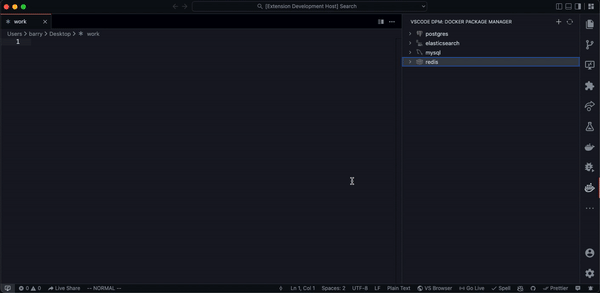 [Extension Development Host] Search
work
VSCODE DPM: DOCKER PACKAGE MANAGER
Users > barry > Desktop > work
1
postgres
elasticsearch
mysql
redis
0 0 Live Share -- NORMAL -- Ln 1, Col 1 Spaces: 2 UTF-8 LF Plain Text VS Browser Go Live Spell Prettier